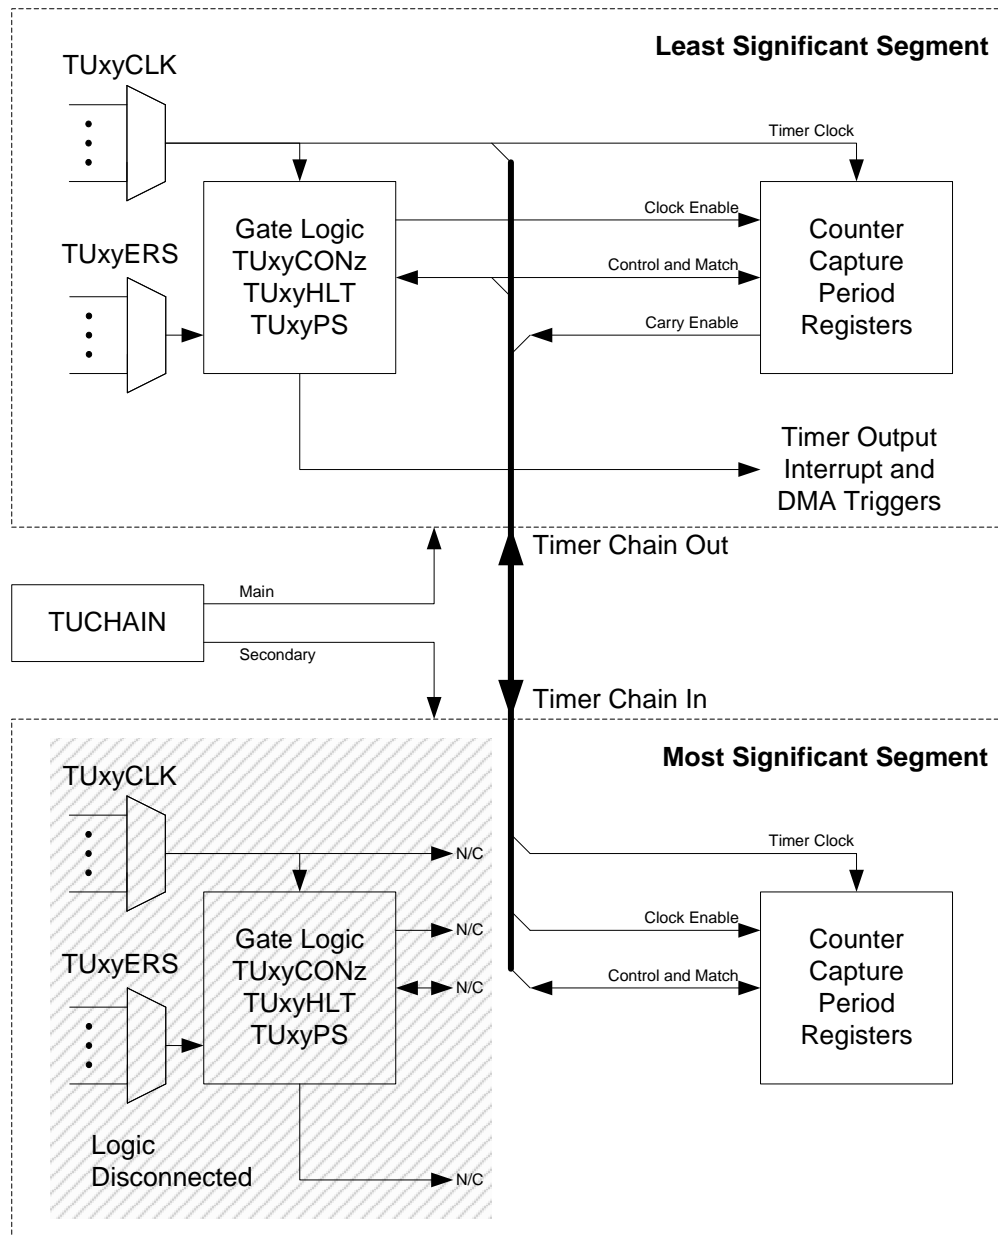 Least Significant Segment
TUxyCLK
Timer Clock
Clock Enable
Gate Logic
TUxyCONz
TUxyHLT
TUxyPS
Counter
Capture
Period
Registers
TUxyERS
Control and Match
Carry Enable
Timer Output
Interrupt and
DMA Triggers
Timer Chain Out
TUCHAIN
Main
Secondary
Timer Chain In
Most Significant Segment
TUxyCLK
Timer Clock
N/C
Clock Enable
N/C
Gate Logic
TUxyCONz
TUxyHLT
TUxyPS
Counter
Capture
Period
Registers
TUxyERS
N/C
Control and Match
Logic
Disconnected
N/C